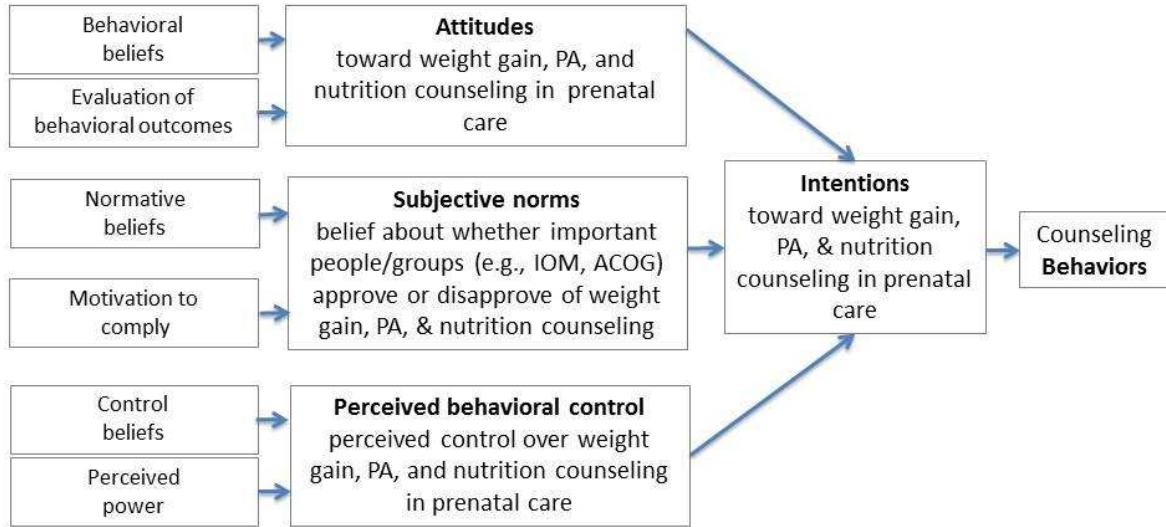 Behavioral
beliefs
Evaluation of
behavioral outcomes
Attitudes
toward weight gain, PA, and
nutrition counseling in prenatal
care
Normative
beliefs
Motivation to
comply
Subjective norms
belief about whether important
people/groups (e.g., IOM, ACOG)
approve or disapprove of weight
gain, PA, & nutrition counseling
Control
beliefs
Perceived
power
Perceived behavioral control
perceived control over weight
gain, PA, and nutrition counseling
in prenatal care
Intentions
toward weight gain,
PA, & nutrition
counseling in prenatal
care
Counseling
Behaviors